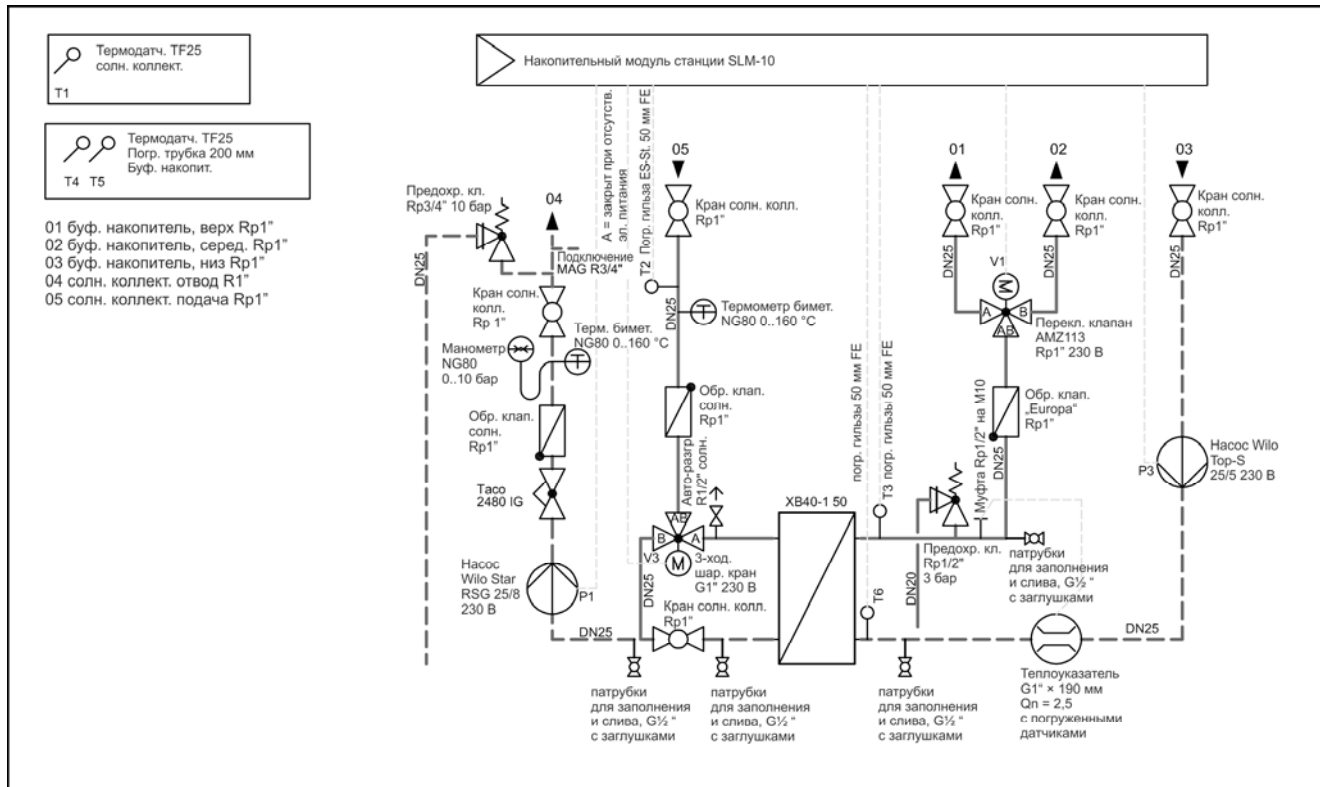 Термодатч. TF25
солн. коллект.
T1
Термодатч. TF25
Погр. трубка 200 мм
Буф. накопит.
T4 T5
01 буф. накопитель, верх Rp1”
02 буф. накопитель, серед. Rp1”
03 буф. накопитель, низ Rp1”
04 солн. коллект. отвод R1”
05 солн. коллект. подача Rp1”
Накопительный модуль станции SLM-10
Предохр. кл.
Rp3/4” 10 бар
DN25
04
Подключение
MAG R3/4"
Кран солн.
колл.
Rp 1”
Манометр
NG80
0..10 бар
Терм. бимет.
NG80 0..160 °C
Обр. клап.
солн.
Rp1”
Taco
2480 IG
Насос
Wilo Star
RSG 25/8
230 В
P1
DN25
A = закрыт при отсутств.
эл. питания
T2 Погр. гильза ES-St. 50 мм FE
05
Кран солн. колл.
Rp1”
DN25
Термометр бимет.
NG80 0..160 °C
Обр. клап.
солн.
Rp1”
Авто-разгр
R1/2” солн.
AB
B
A
V3
M
3-ход.
шар. кран
G1” 230 В
DN25
Кран солн. колл.
Rp1”
XB40-1 50
погр. гильзы 50 мм FE
T3 погр. гильзы 50 мм FE
T6
01
02
03
Кран солн.
колл.
Rp1”
Кран солн.
колл.
Rp1”
Кран солн.
колл.
Rp1”
DN25
V1
DN25
DN25
M
A
B
AB
Перекл. клапан
AMZ113
Rp1” 230 В
Муфта Rp1/2” на M10
Обр. клап.
„Europa“
Rp1”
DN25
P3
Насос Wilo
Top-S
25/5 230 В
Предохр. кл.
Rp1/2”
3 бар
DN20
патрубки
для заполнения
и слива, G½ “
с заглушками
DN25
Теплоуказатель
G1“ × 190 мм
Qn = 2,5
с погруженными
датчиками
патрубки
для заполнения
и слива, G½ “
с заглушками
патрубки
для заполнения
и слива, G½ “
с заглушками
патрубки
для заполнения
и слива, G½ “
с заглушками